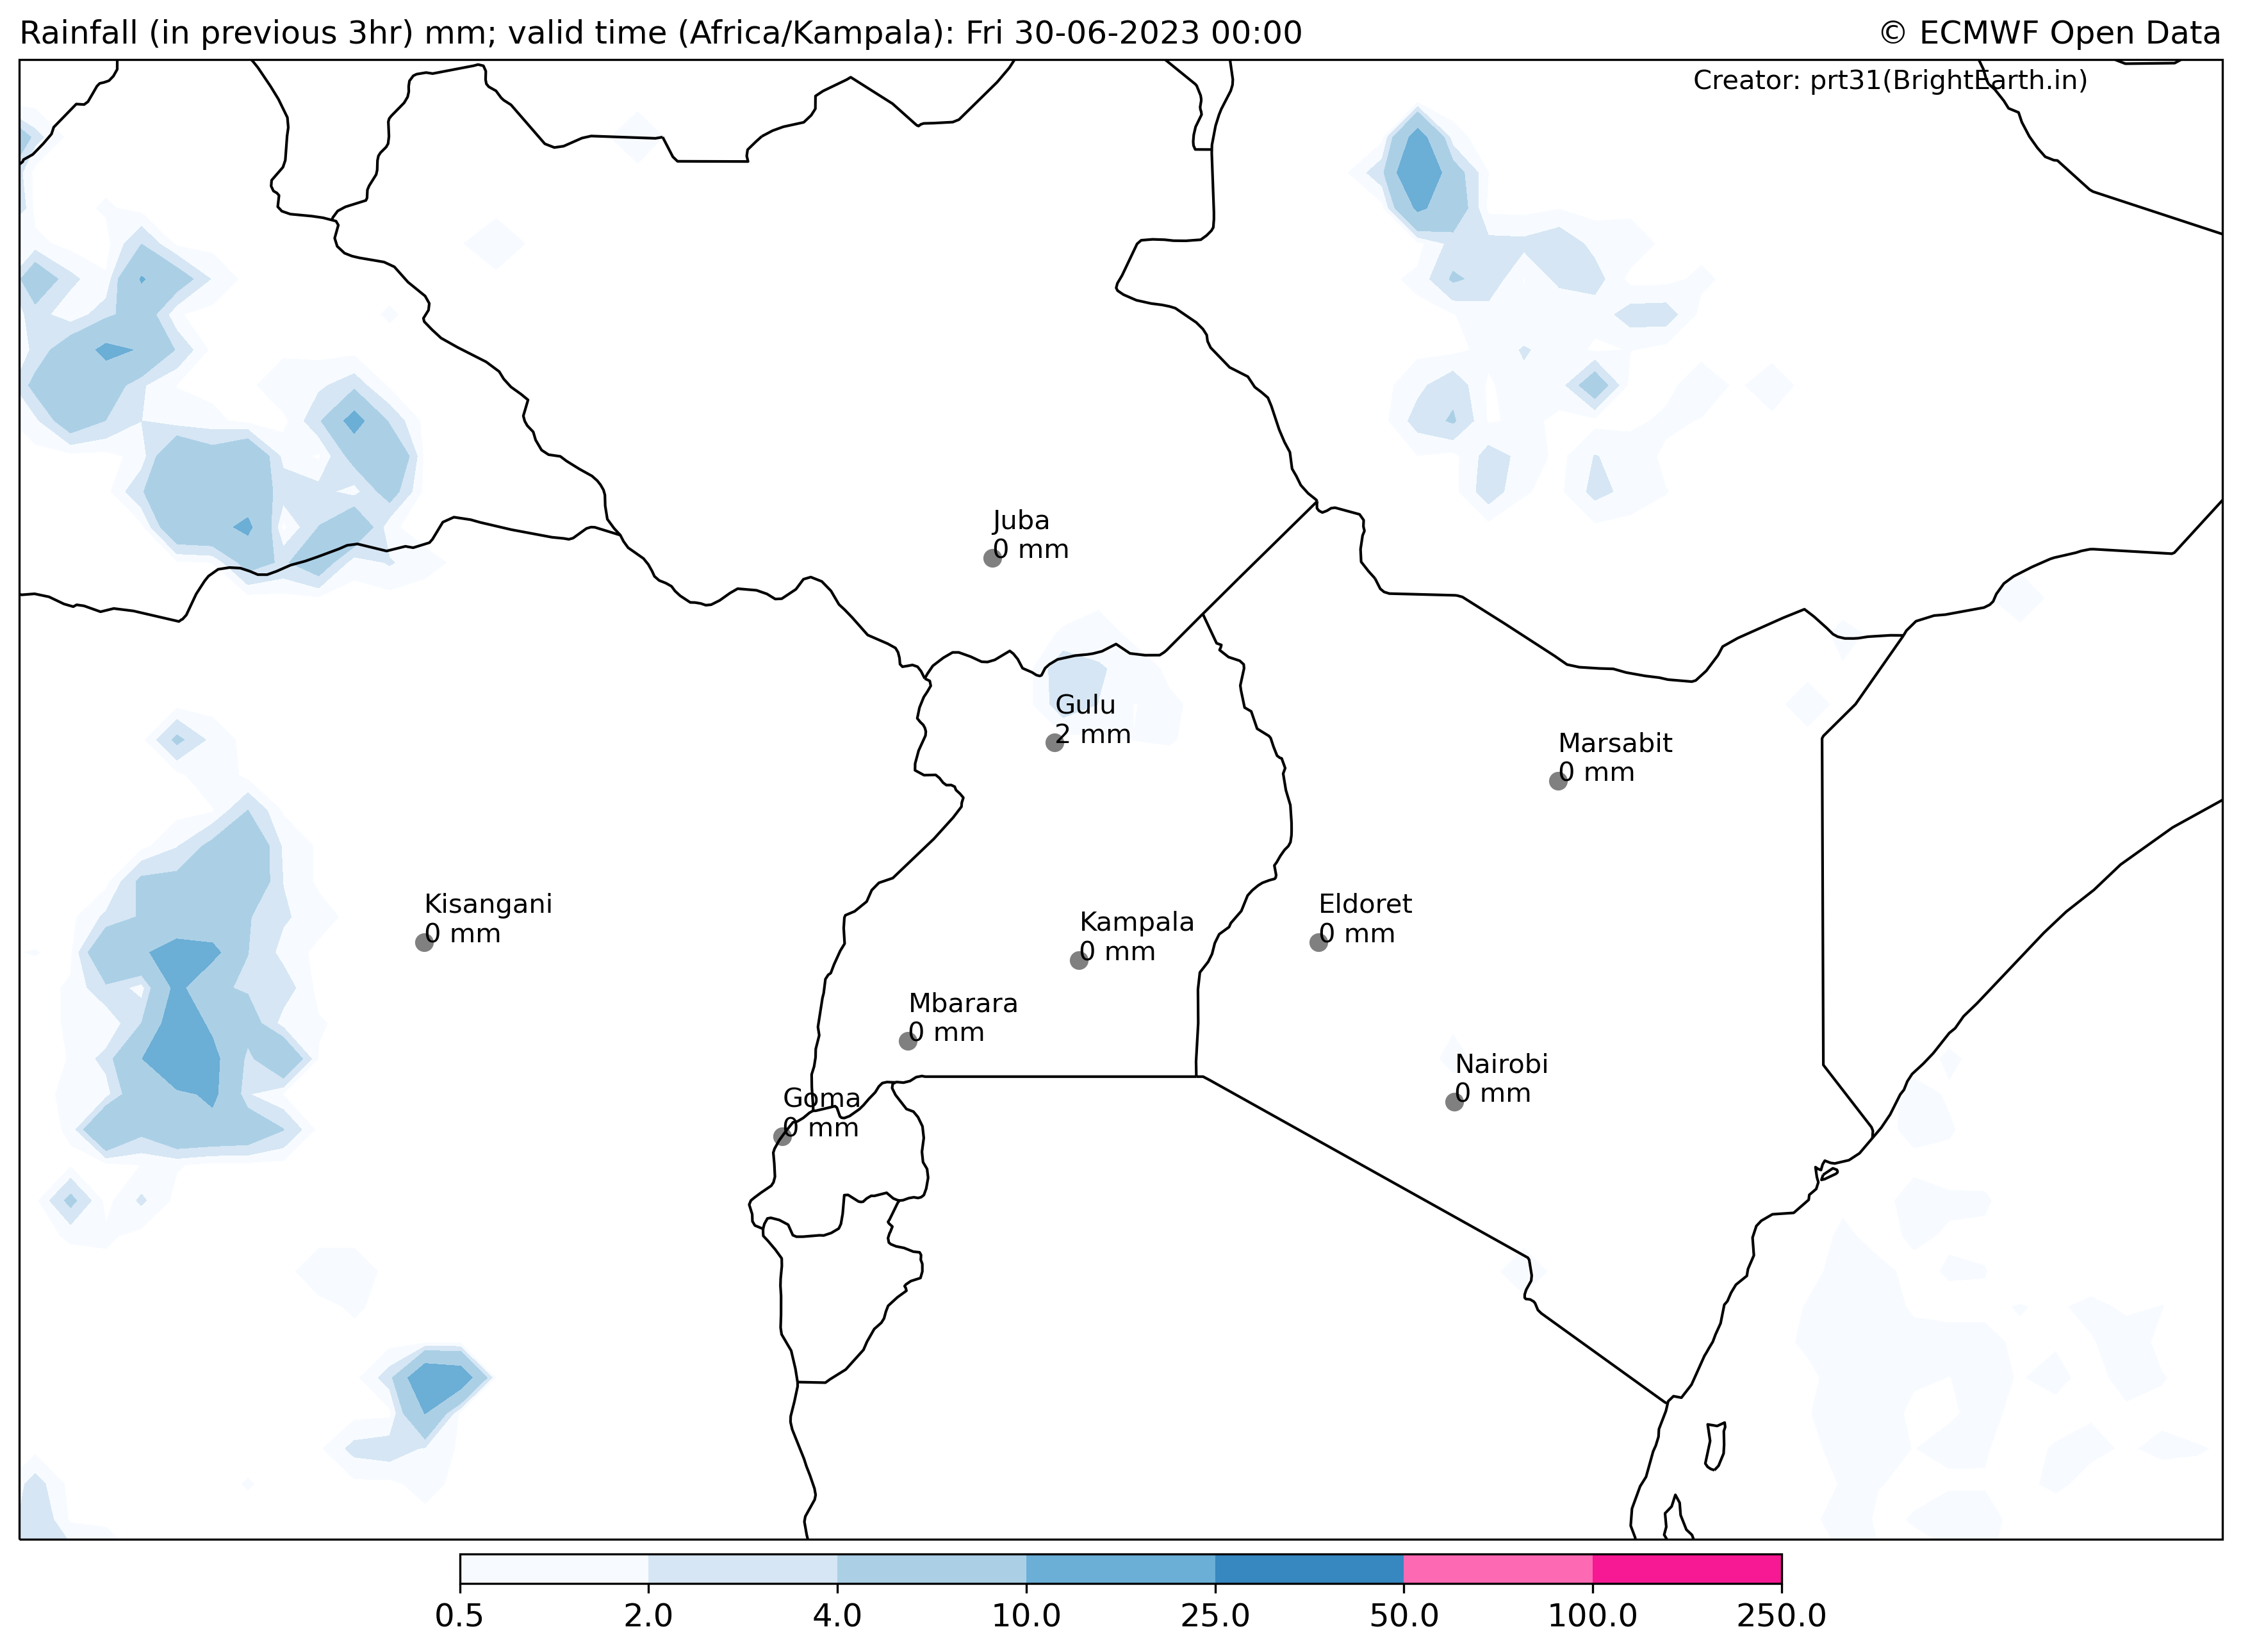 Rainfall (in previous 3hr) mm; valid time (Africa/Kampala): Fri 30-06-2023 00:00
© ECMWF Open Data
Creator: prt31(BrightEarth.in)
Juba
0 mm
Gulu
2 mm
Marsabit
0 mm
Kisangani
0 mm
Kampala
0 mm
Eldoret
0 mm
Mbarara
0 mm
Nairobi
0 mm
Goma
0 mm
0.5 2.0 4.0 10.0 25.0 50.0 100.0 250.0